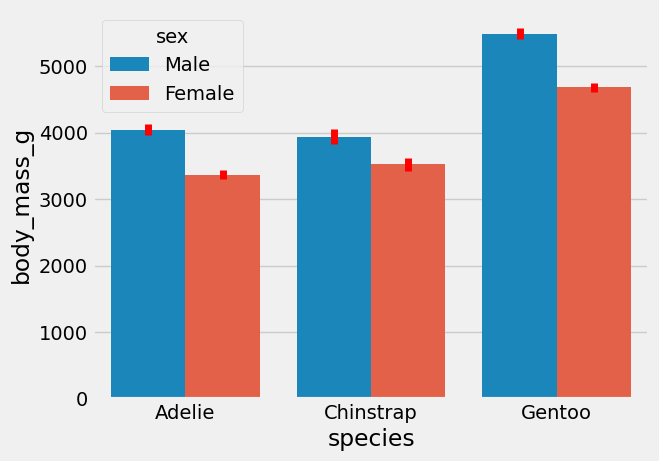 sex
Male
Female
body_mass_g
5000
4000
3000
2000
1000
0
Adelie
Chinstrap
Gentoo
species